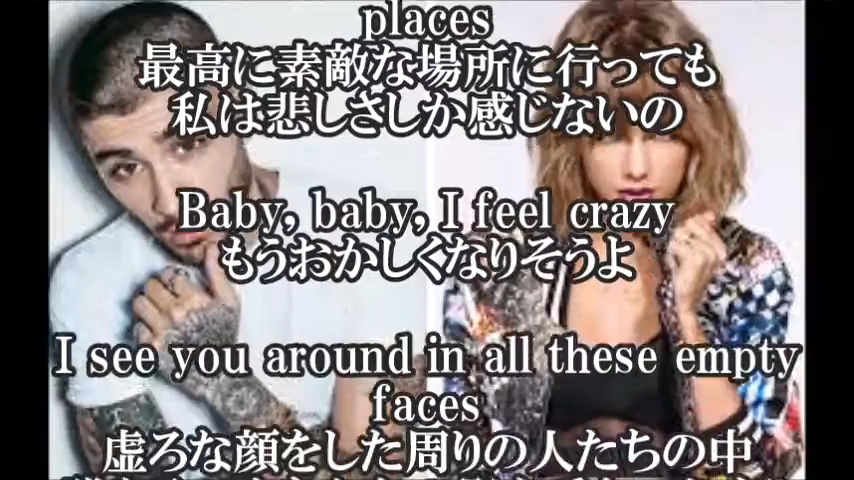 places
最高に素敵な場所に行っても
私は悲しさしか感じないの
Baby, baby, I feel crazy
もうおかしくなりそうよ
I see you around in all these empty
faces
虚ろな顔をした周りの人たちの中